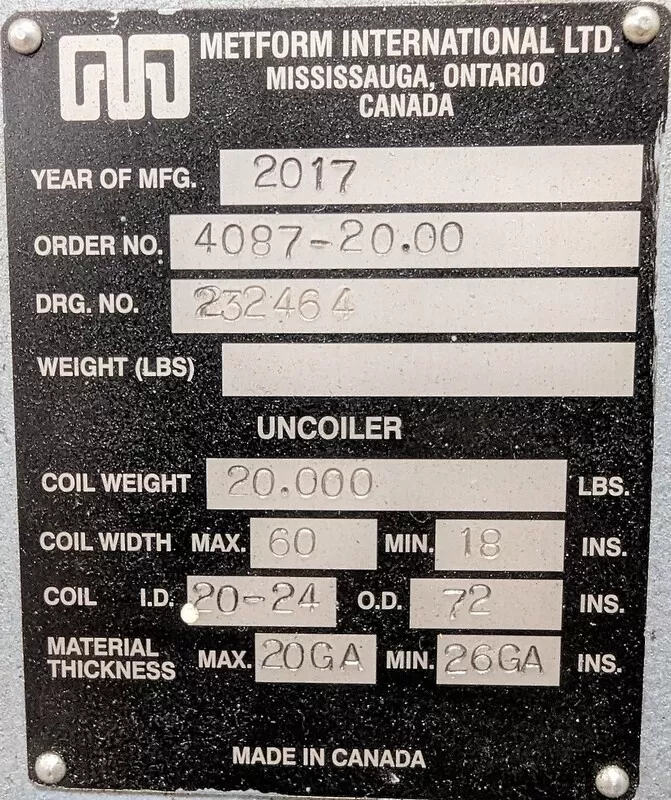 METFORM INTERNATIONAL LTD.
MISSISSAUGA, ONTARIO
CANADA
YEAR OF MFG. 2017
ORDER NO. 4087-20.00
DRG. NO. 232464
WEIGHT (LBS)
UNCOILER
COIL WEIGHT 20.000 LBS.
COIL WIDTH MAX. 60 MIN. 18 INS.
COIL I.D. 20-24 O.D. 72 INS.
MATERIAL THICKNESS MAX. 20GA MIN. 26GA INS.
MADE IN CANADA